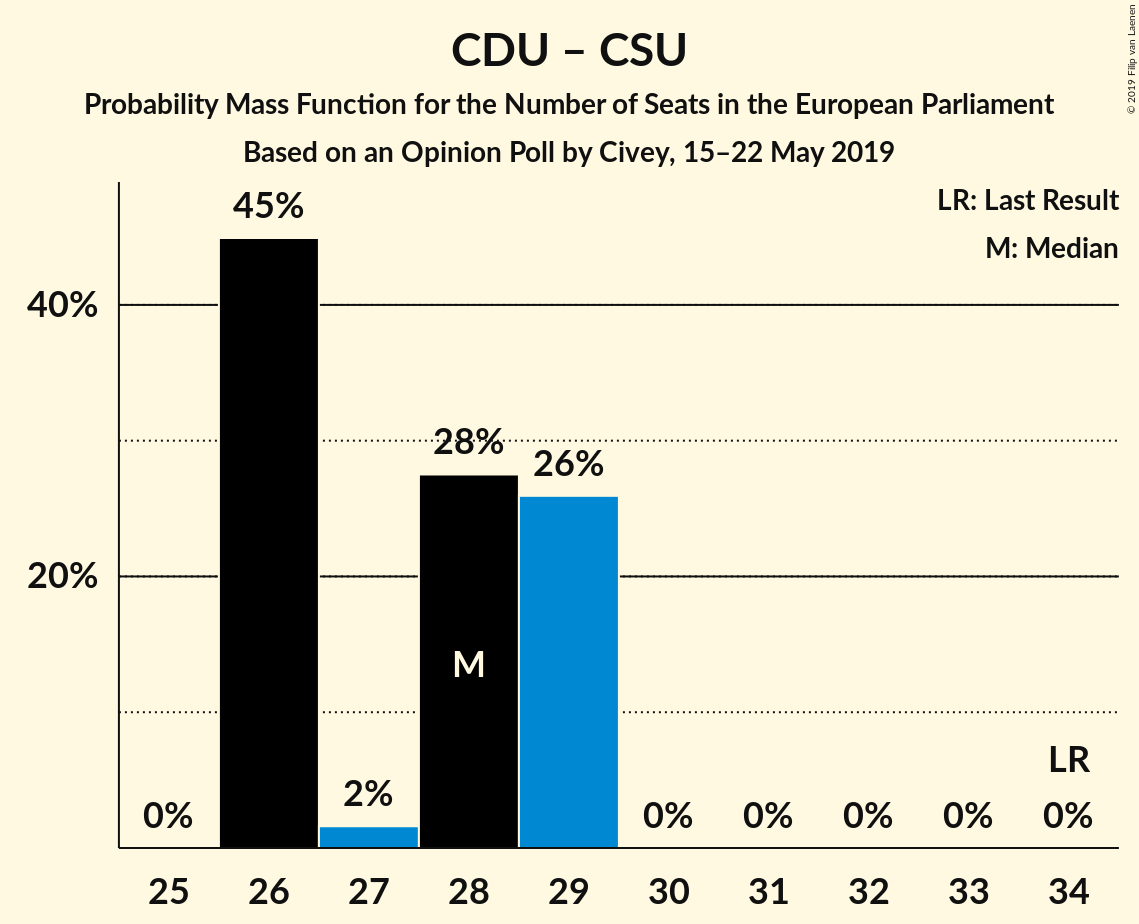 CDU – CSU
Probability Mass Function for the Number of Seats in the European Parliament
Based on an Opinion Poll by Civey, 15–22 May 2019
© 2019 Filip van Laenen
LR: Last Result
M: Median
45%
40%
28%
26%
20%
M
2%
LR
0%
0%
0%
0%
0%
0%
25 26 27 28 29 30 31 32 33 34